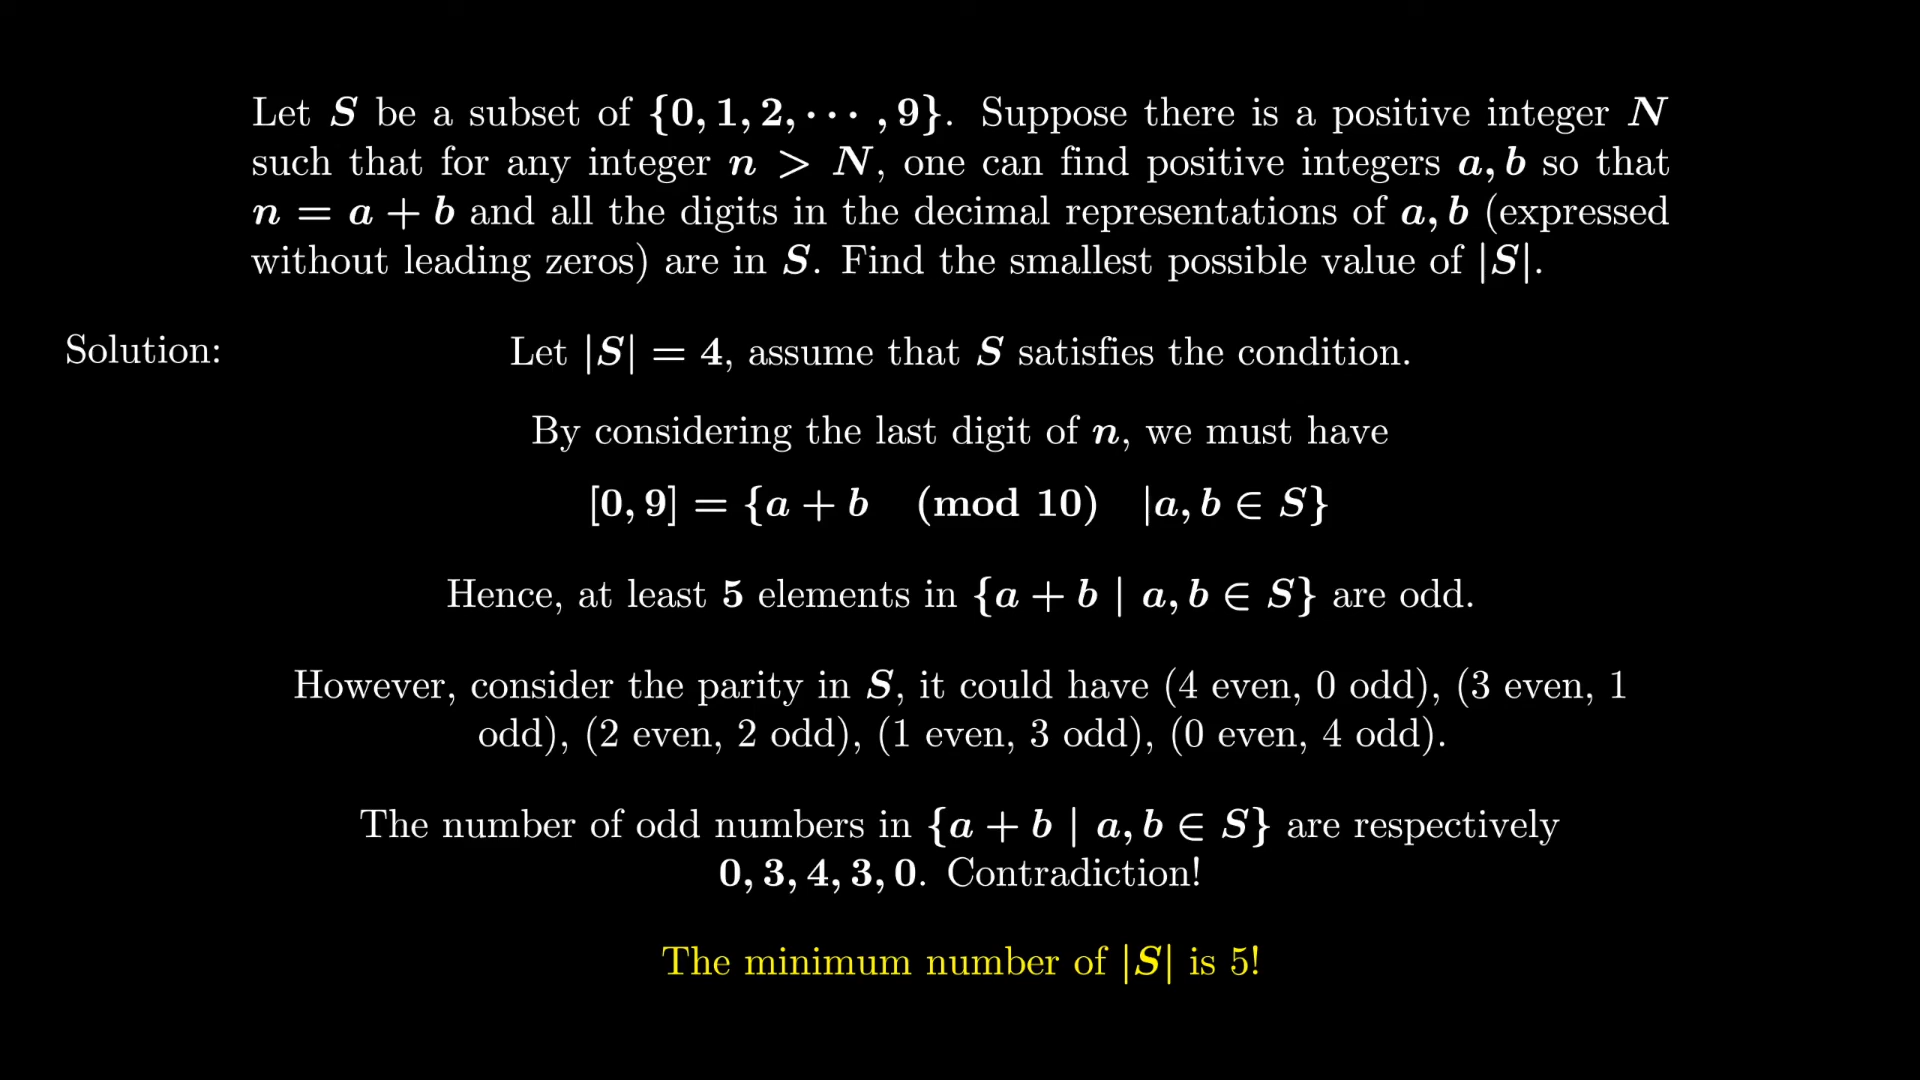 Let S be a subset of {0, 1, 2, ··· , 9}. Suppose there is a positive integer N
such that for any integer n > N, one can find positive integers a, b so that
n = a + b and all the digits in the decimal representations of a, b (expressed
without leading zeros) are in S. Find the smallest possible value of |S|.
Solution: Let |S| = 4, assume that S satisfies the condition.
By considering the last digit of n, we must have
[0, 9] = {a + b (mod 10) |a, b ∈ S}
Hence, at least 5 elements in {a + b | a, b ∈ S} are odd.
However, consider the parity in S, it could have (4 even, 0 odd), (3 even, 1
odd), (2 even, 2 odd), (1 even, 3 odd), (0 even, 4 odd).
The number of odd numbers in {a + b | a, b ∈ S} are respectively
0, 3, 4, 3, 0. Contradiction!
The minimum number of |S| is 5!